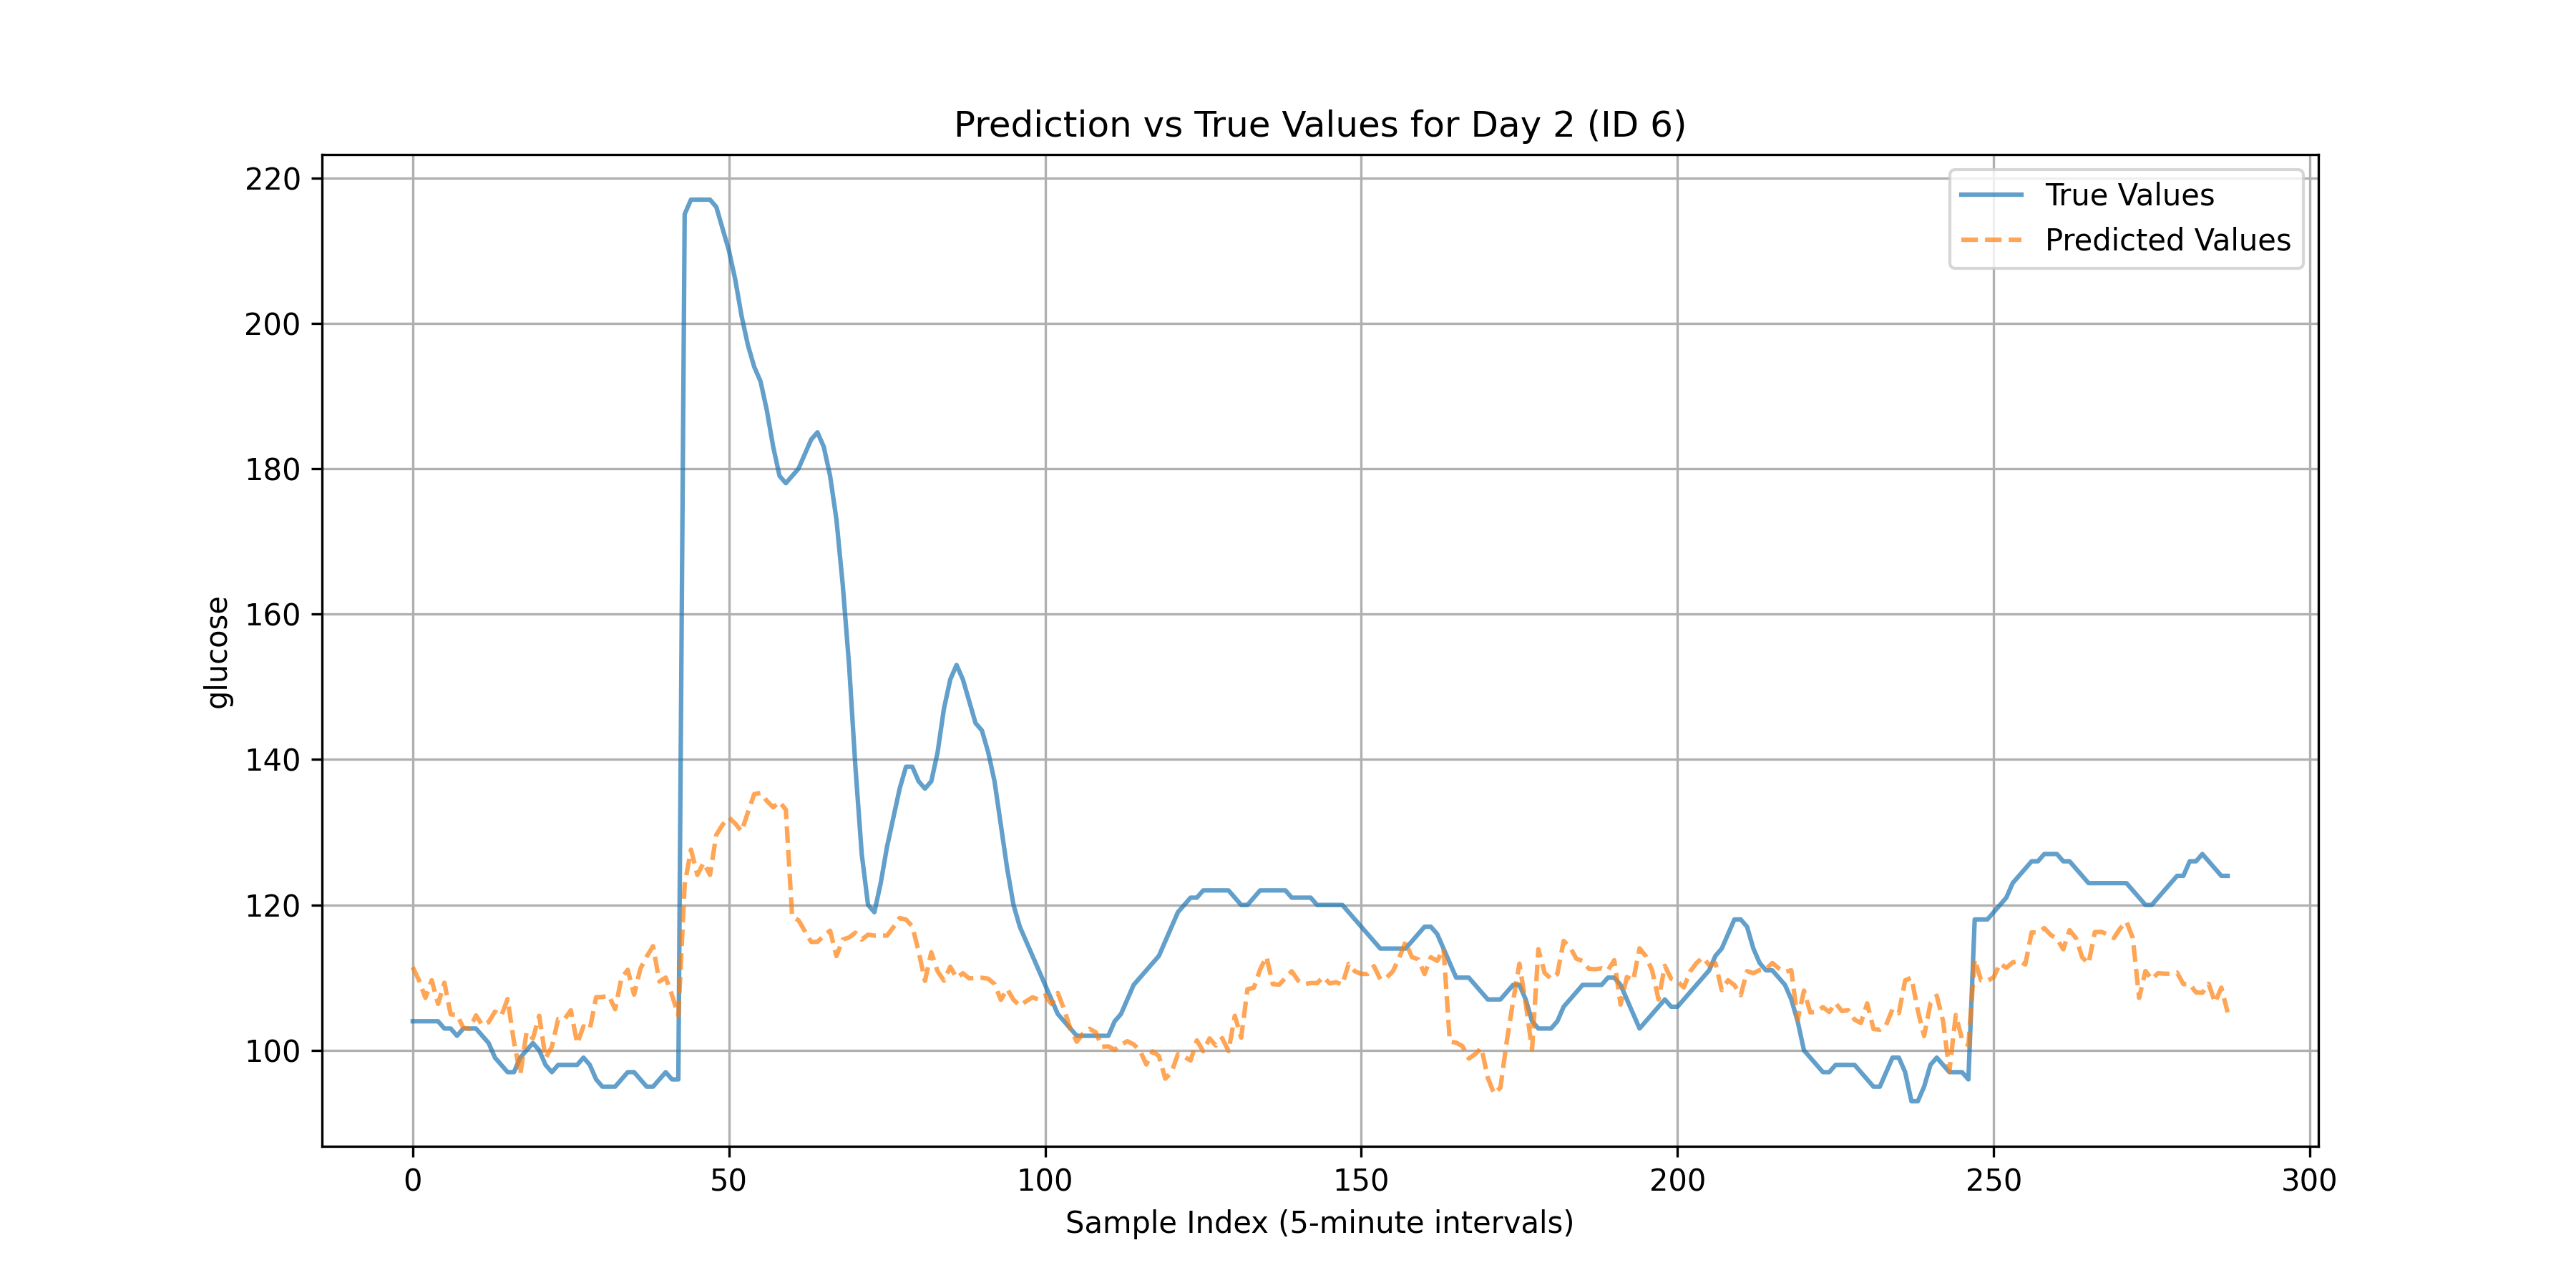 Prediction vs True Values for Day 2 (ID 6)
True Values
Predicted Values
220
200
180
160
140
120
100
glucose
0 50 100 150 200 250 300
Sample Index (5-minute intervals)